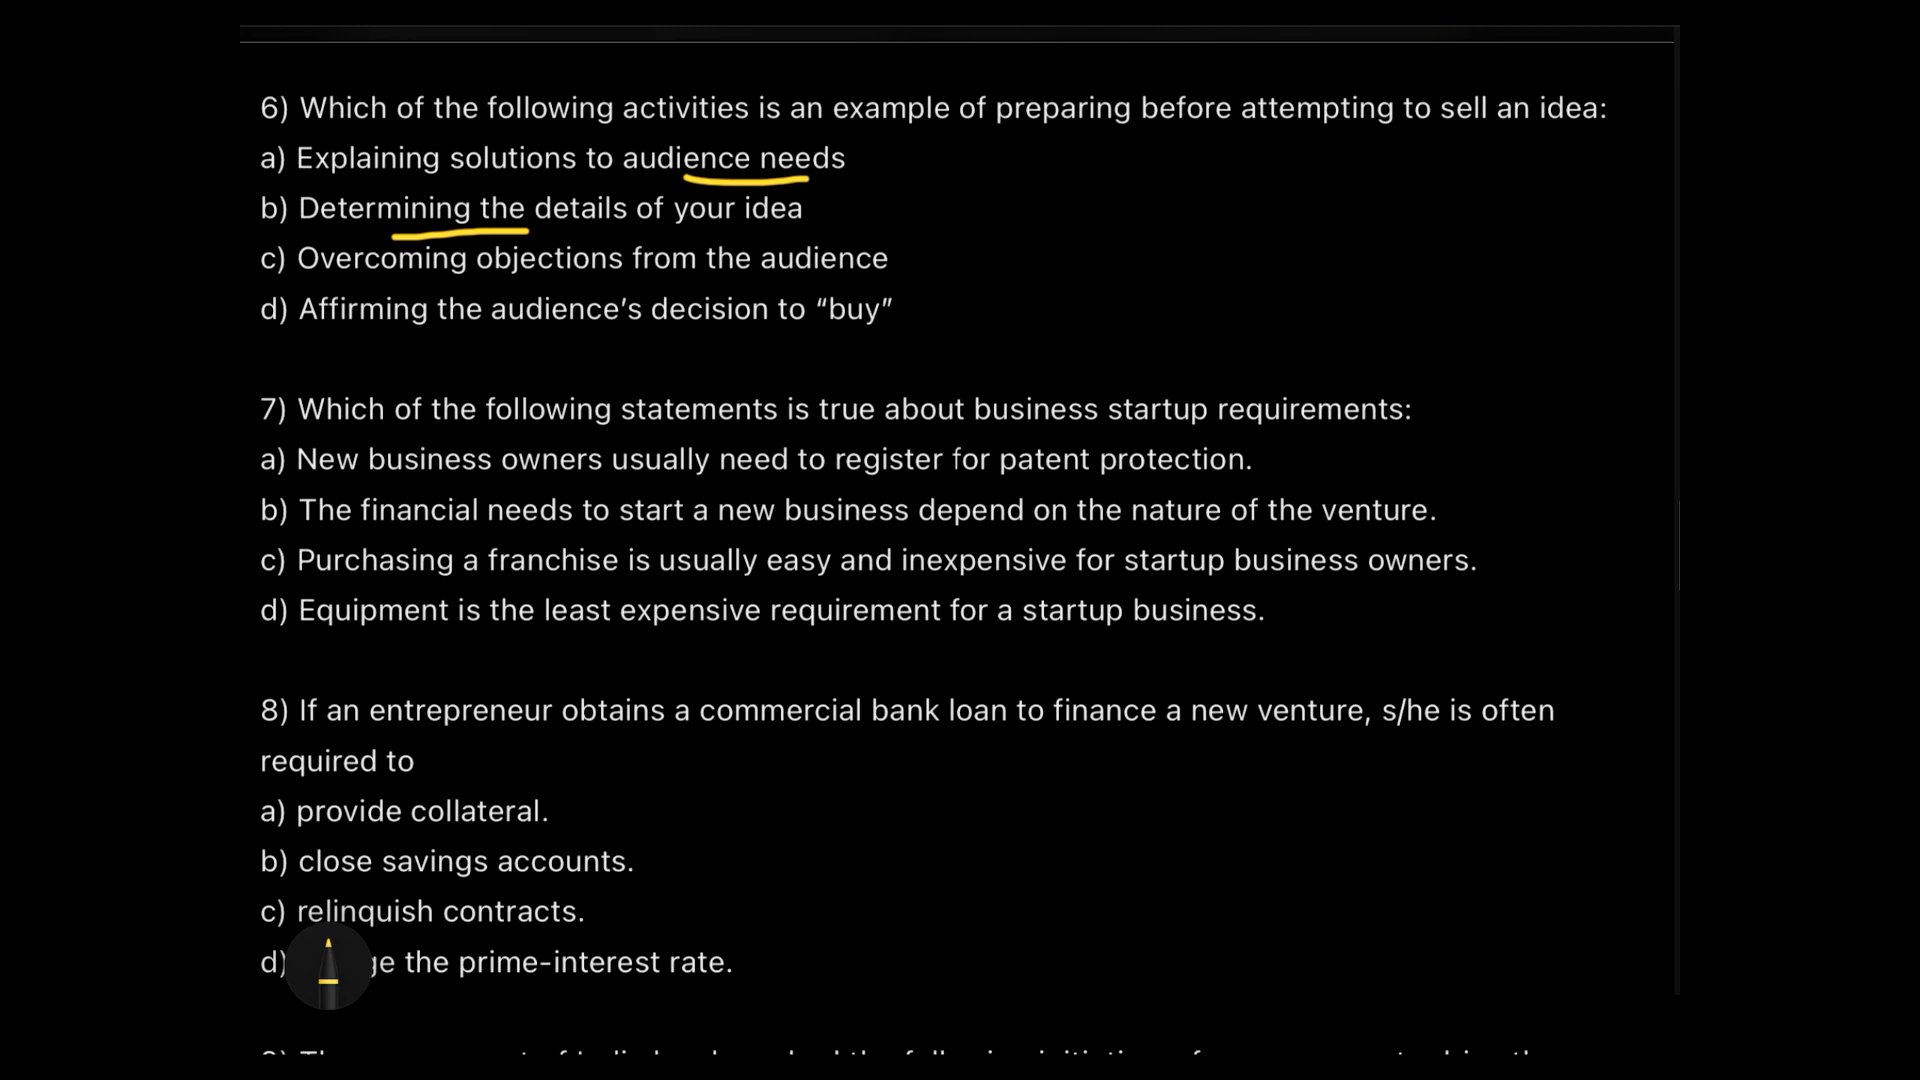 6) Which of the following activities is an example of preparing before attempting to sell an idea:
a) Explaining solutions to audience needs
b) Determining the details of your idea
c) Overcoming objections from the audience
d) Affirming the audience’s decision to “buy”
7) Which of the following statements is true about business startup requirements:
a) New business owners usually need to register for patent protection.
b) The financial needs to start a new business depend on the nature of the venture.
c) Purchasing a franchise is usually easy and inexpensive for startup business owners.
d) Equipment is the least expensive requirement for a startup business.
8) If an entrepreneur obtains a commercial bank loan to finance a new venture, s/he is often
required to
a) provide collateral.
b) close savings accounts.
c) relinquish contracts.
d) the prime-interest rate.